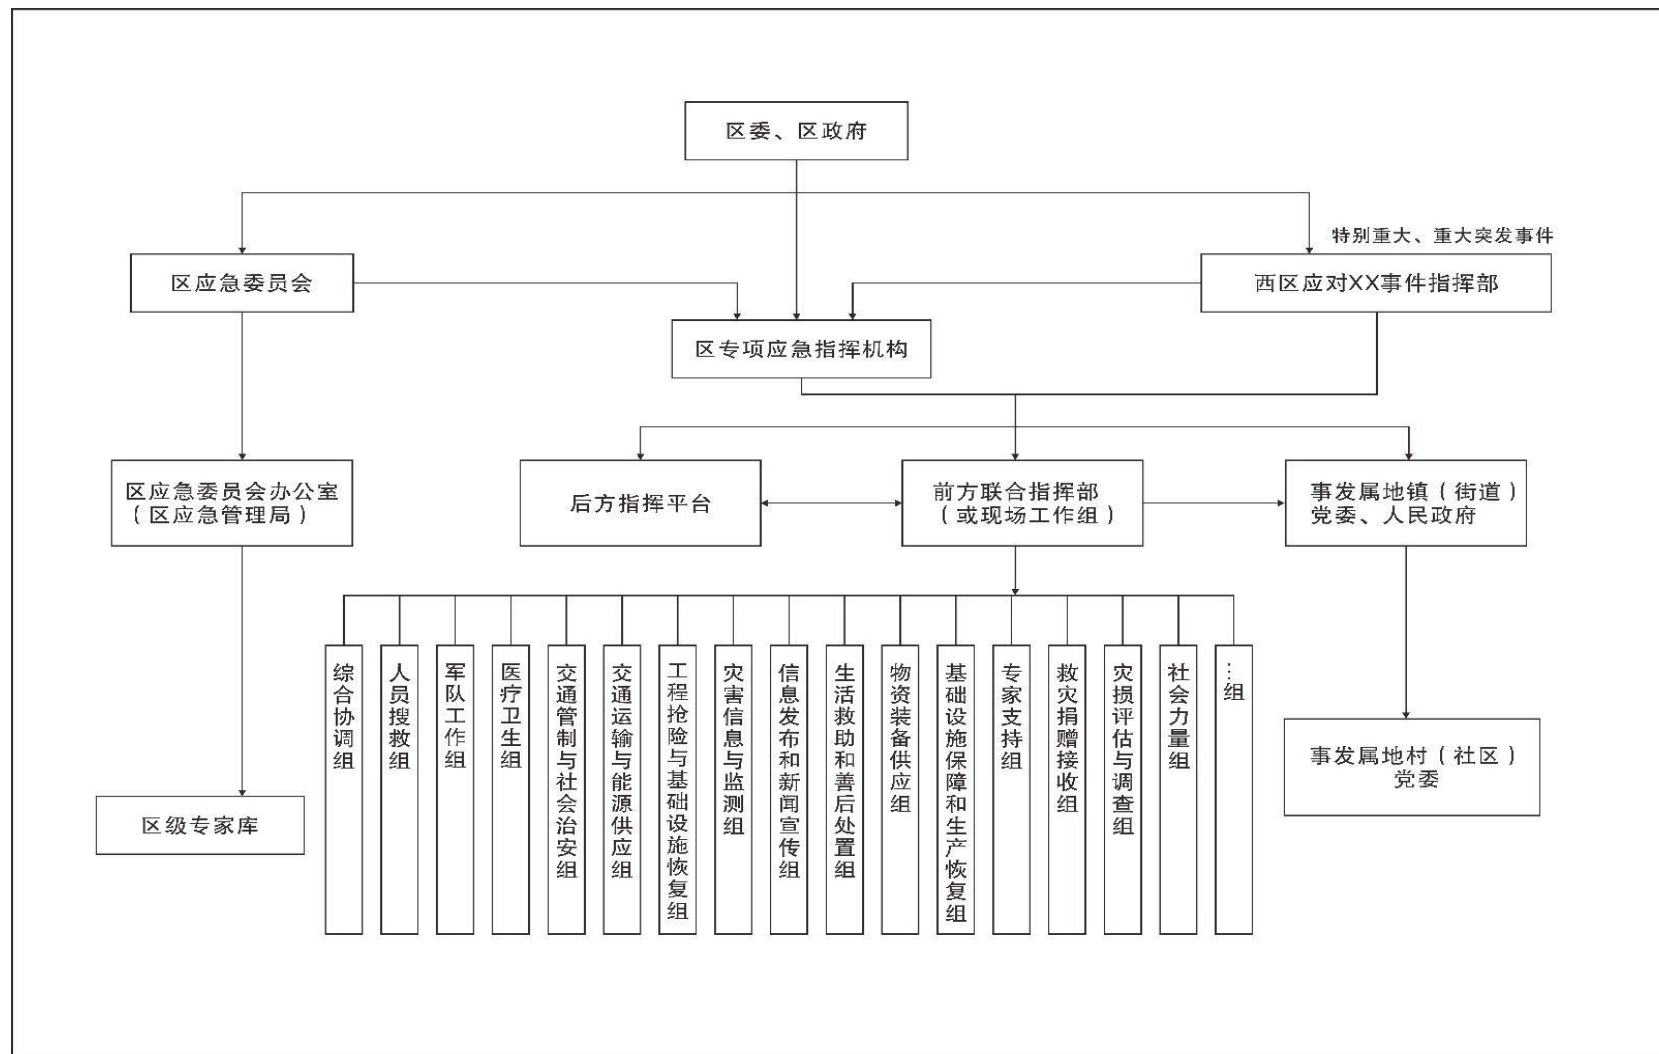 区委、区政府
特别重大、重大突发事件
区应急委员会
西区应对XX事件指挥部
区专项应急指挥机构
区应急委员会办公室
（区应急管理局）
后方指挥平台
前方联合指挥部
（或现场工作组）
事发属地镇（街道）
党委、人民政府
综合协调组
人员搜救组
军队工作组
医疗卫生组
交通管制与社会治安组
交通运输与能源供应组
工程抢险与基础设施恢复组
灾害信息与监测组
信息发布和新闻宣传组
生活救助和善后处置组
物资装备供应组
基础设施保障和生产恢复组
专家支持组
救灾捐赠接收组
灾损评估与调查组
社会力量组
…组
事发属地村（社区）
党委
区级专家库